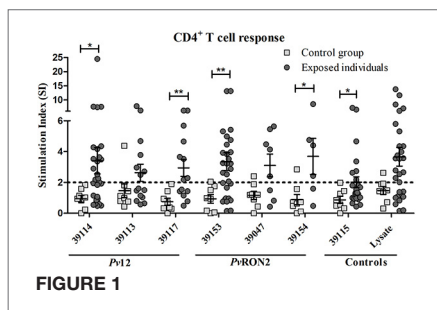 CD4+ T cell response
Control group
Exposed individuals
Stimulation Index (SI)
25
20
15
10
6
4
2
0
* ** ** * *
39114 39113 39117 39153 39047 39154 39115 Lysate
Pv12 PvRON2 Controls
FIGURE 1